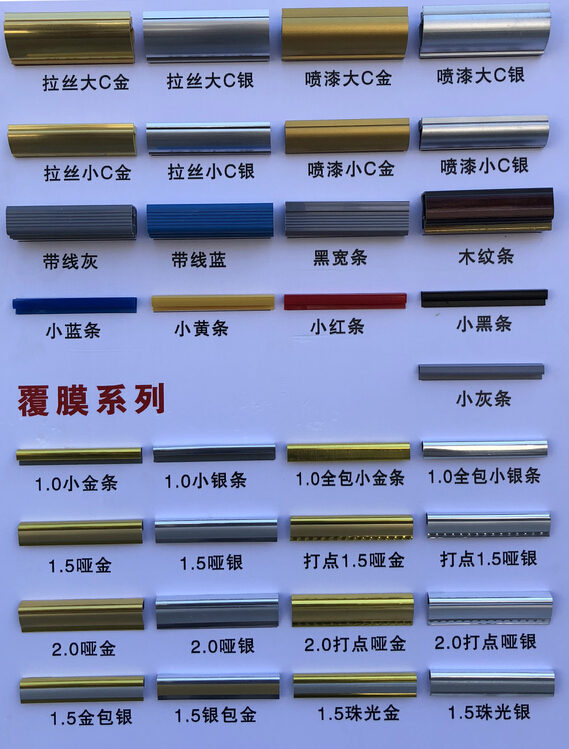 拉丝大C金 拉丝大C银 喷漆大C金 喷漆大C银
拉丝小C金 拉丝小C银 喷漆小C金 喷漆小C银
带线灰 带线蓝 黑宽条 木纹条
小蓝条 小黄条 小红条 小黑条
小灰条
覆膜系列
1.0小金条 1.0小银条 1.0全包小金条 1.0全包小银条
1.5哑金 1.5哑银 打点1.5哑金 打点1.5哑银
2.0哑金 2.0哑银 2.0打点哑金 2.0打点哑银
1.5金包银 1.5银包金 1.5珠光金 1.5珠光银